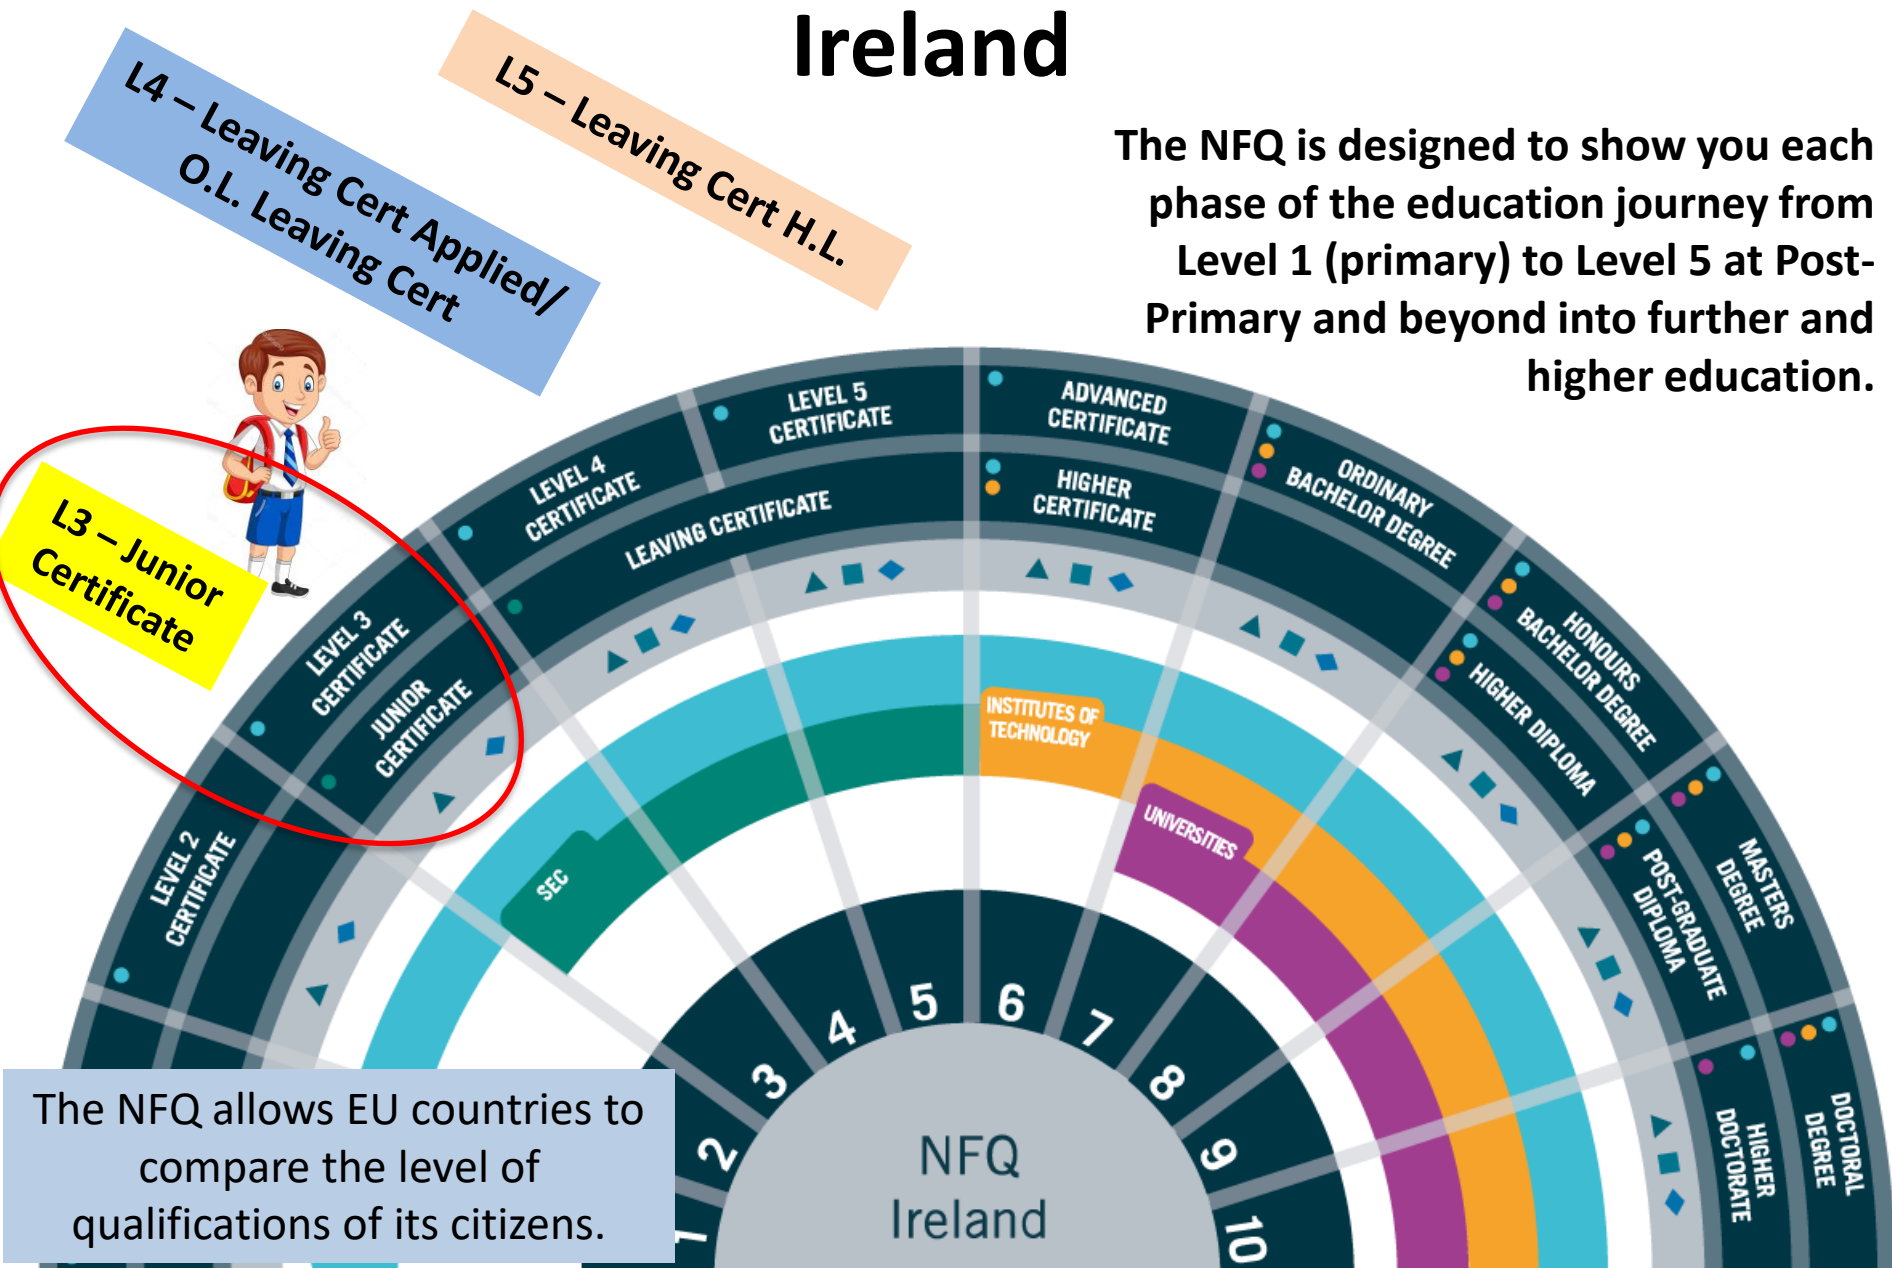 Ireland
L4 – Leaving Cert Applied/
O.L. Leaving Cert
L5 – Leaving Cert H.L.
The NFQ is designed to show you each
phase of the education journey from
Level 1 (primary) to Level 5 at Post-
Primary and beyond into further and
higher education.
L3 – Junior
Certificate
LEVEL 2
CERTIFICATE
LEVEL 3
CERTIFICATE
JUNIOR
CERTIFICATE
LEVEL 4
CERTIFICATE
LEVEL 5
CERTIFICATE
LEAVING CERTIFICATE
ADVANCED
CERTIFICATE
HIGHER
CERTIFICATE
ORDINARY
BACHELOR DEGREE
HONOURS
BACHELOR DEGREE
HIGHER DIPLOMA
MASTERS
DEGREE
POST-GRADUATE
DIPLOMA
DOCTORAL
DEGREE
HIGHER
DOCTORATE
SEC
INSTITUTES OF
TECHNOLOGY
UNIVERSITIES
1
2
3
4
5
6
7
8
9
10
NFQ
Ireland
The NFQ allows EU countries to
compare the level of
qualifications of its citizens.